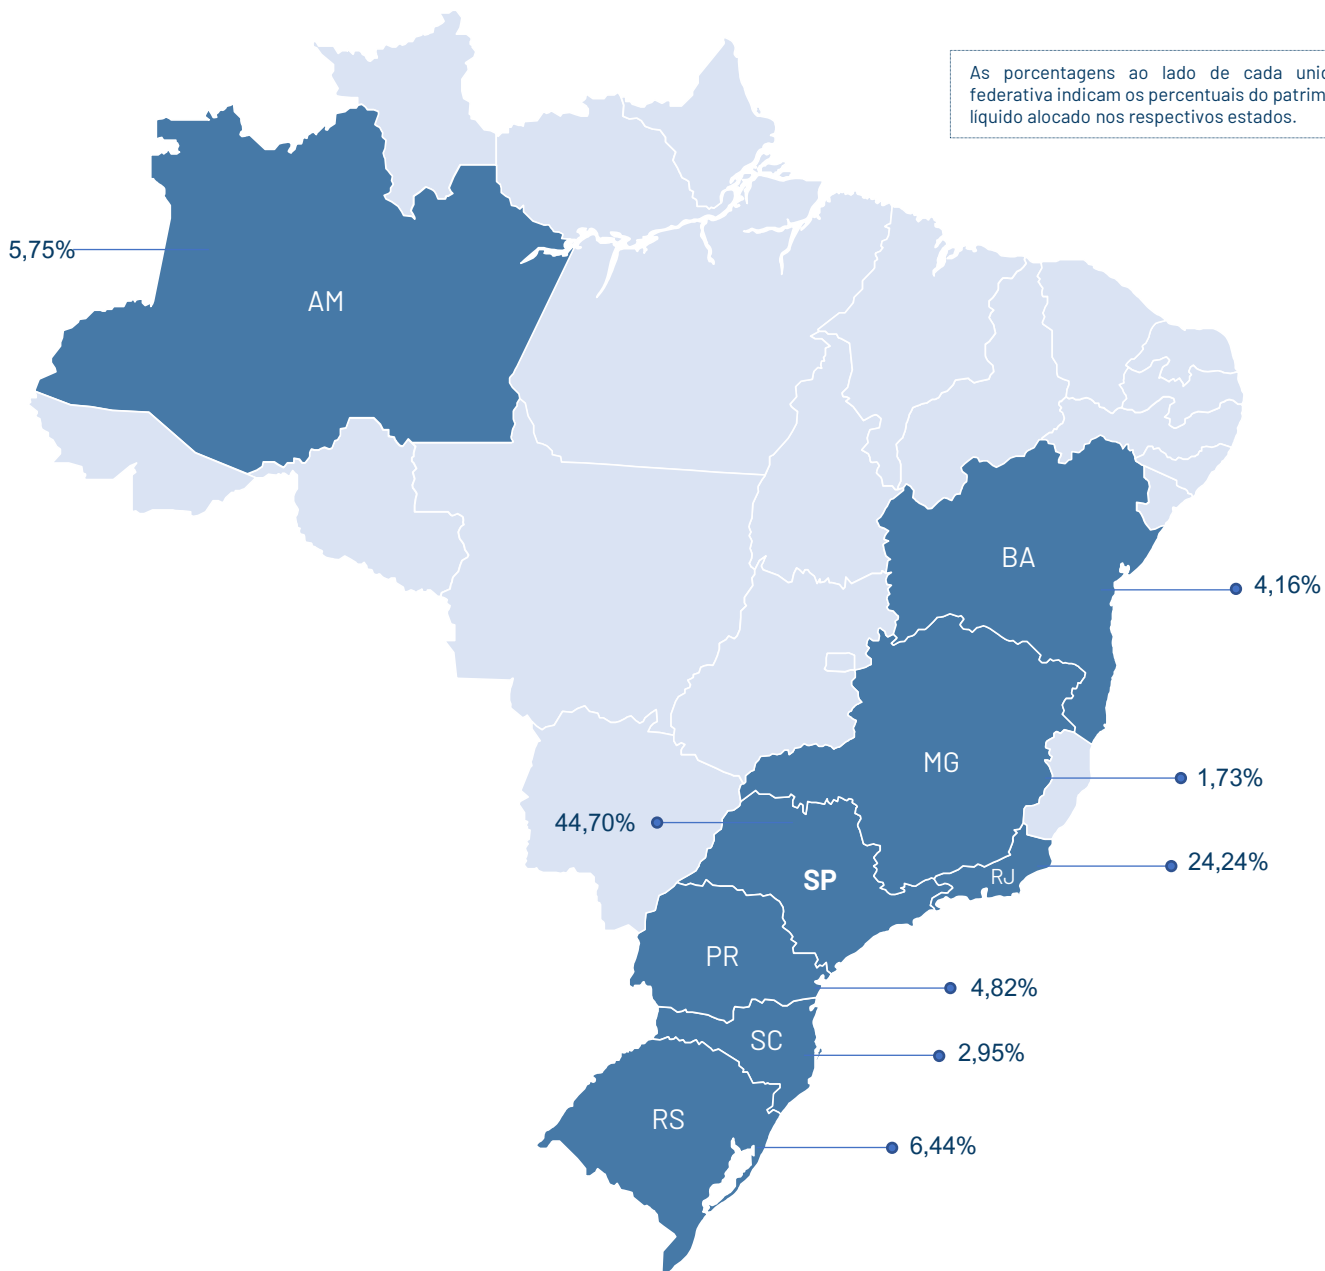 As porcentagens ao lado de cada
federativa indicam os percentuais do
líquido alocado nos respectivos estados.
5,75%
AM
BA
4,16%
MG
1,73%
44,70%
SP
24,24%
RJ
PR
4,82%
SC
2,95%
RS
6,44%